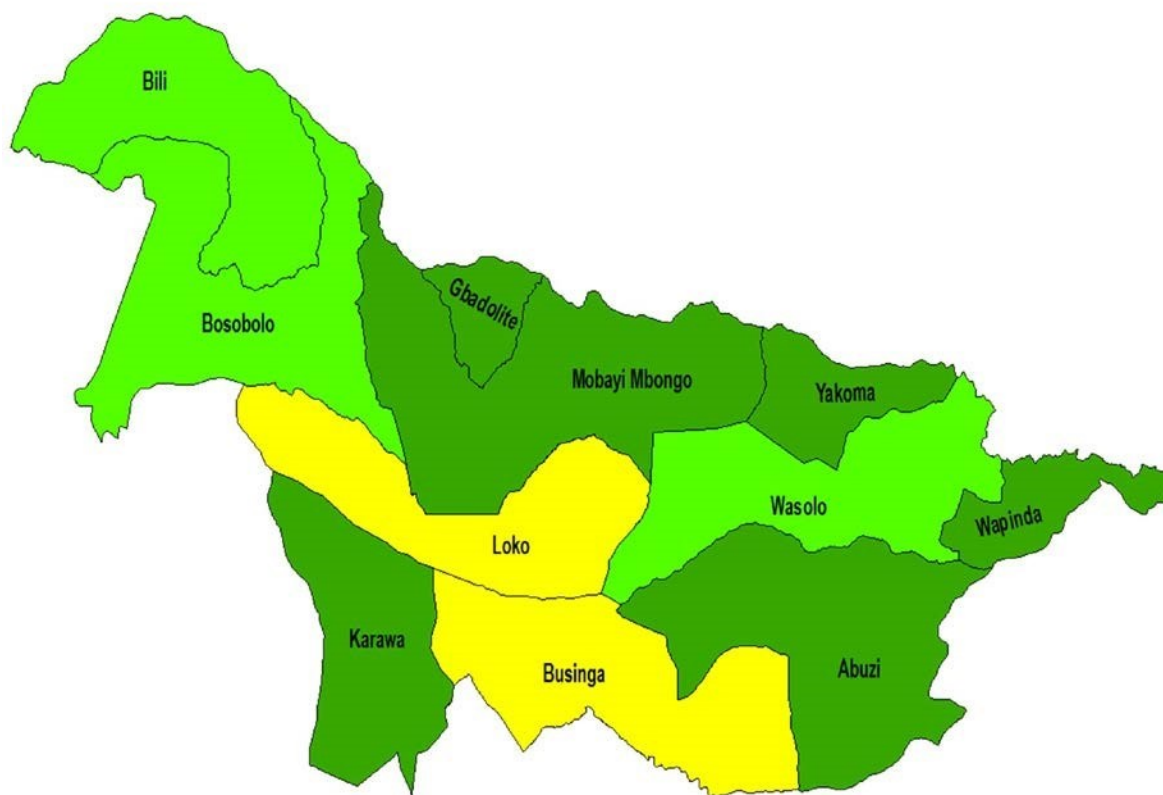 Bili
Gbadolite
Bosobolo
Mobayi Mbongo
Yakoma
Wasolo
Wapinda
Loko
Karawa
Businga
Abuzi